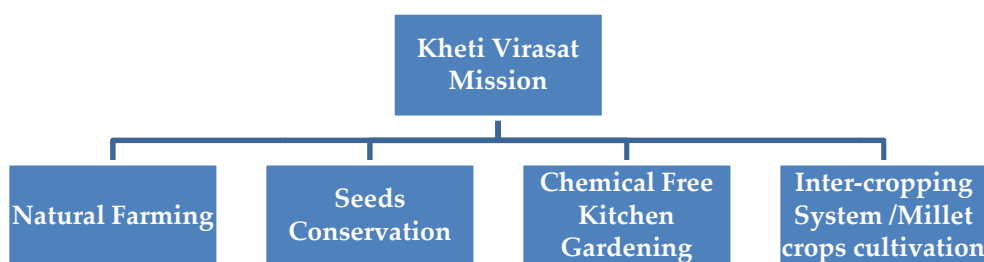 Kheti Virasat
Mission
Natural Farming
Seeds
Conservation
Chemical Free
Kitchen
Gardening
Inter-cropping
System /Millet
crops cultivation